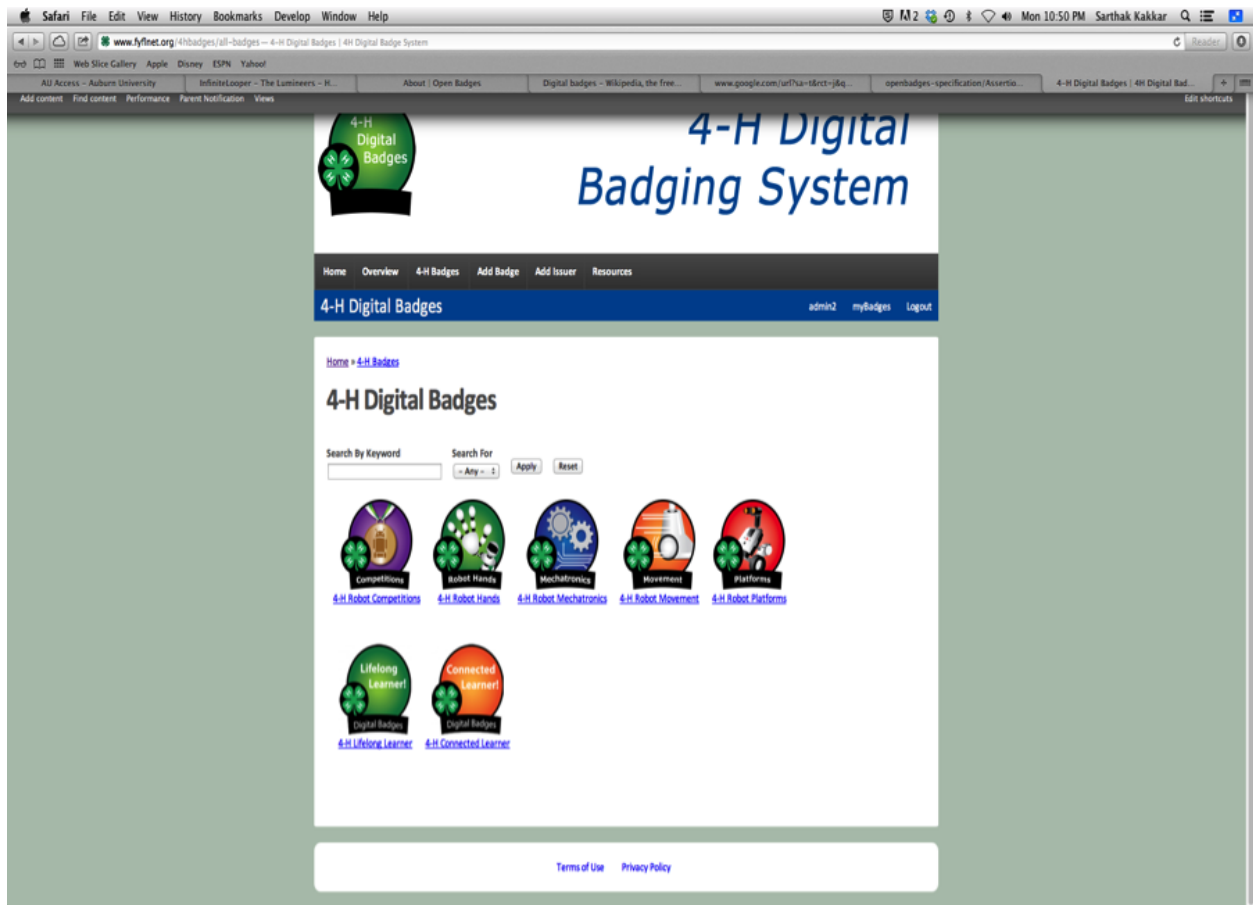 Safari File Edit View History Bookmarks Develop Window Help
2 Mon 10:50 PM Sarthak Kakkar
www.fyflnet.org/4hbadges/all-badges — 4-H Digital Badges | 4H Digital Badge System
Reader
Web Slice Gallery Apple Disney ESPN Yahoo!
AU Access – Auburn University InfiniteLooper – The Lumineers – H... About | Open Badges Digital badges – Wikipedia, the free... www.google.com/url?sa=t&rct=j&q... openbadges-specification/Assertio... 4-H Digital Badges | 4H Digital Bad...
Add content Find content Performance Parent Notification Views Edit shortcuts
4-H
Digital
Badges
4-H Digital
Badging System
Home Overview 4-H Badges Add Badge Add Issuer Resources
4-H Digital Badges admin2 myBadges Logout
Home » 4-H Badges
4-H Digital Badges
Search By Keyword Search For
- Any - Apply Reset
Competitions Robot Hands Mechatronics Movement Platforms
4-H Robot Competitions 4-H Robot Hands 4-H Robot Mechatronics 4-H Robot Movement 4-H Robot Platforms
Lifelong Connected
Learner! Learner!
Digital Badges Digital Badges
4-H Lifelong Learner 4-H Connected Learner
Terms of Use Privacy Policy